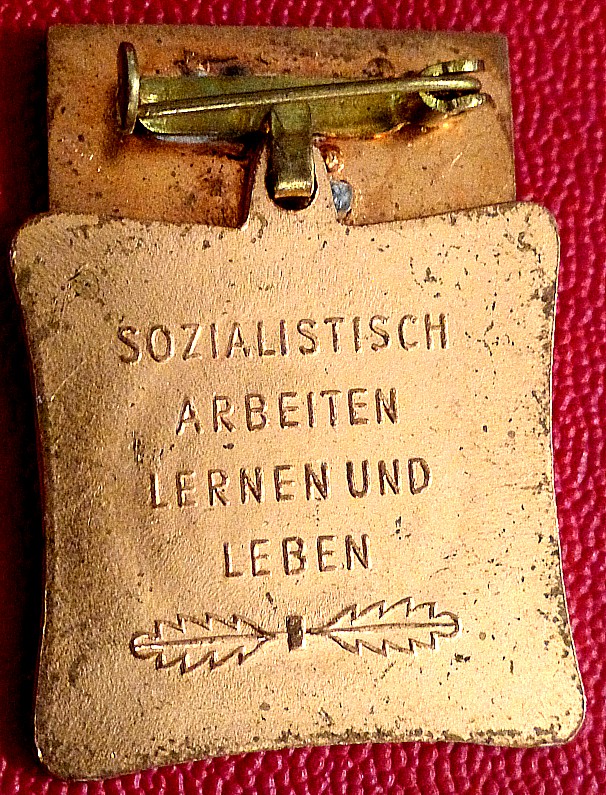 SOZIALISTISCH
ARBEITEN
LERNEN UND
LEBEN